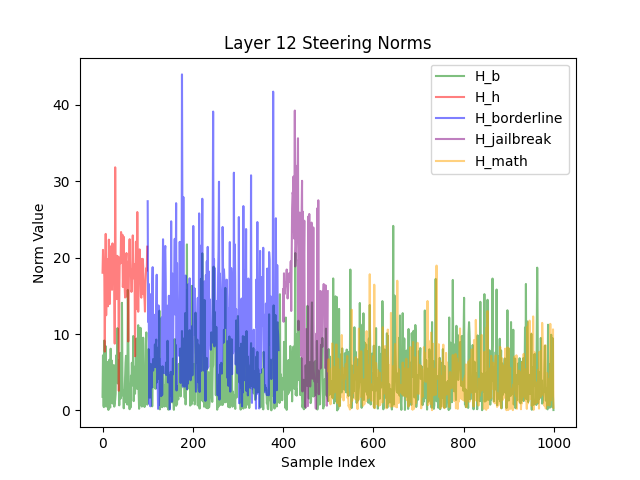 Layer 12 Steering Norms
H_b
H_h
H_borderline
H_jailbreak
H_math
Norm Value
40
30
20
10
0
0 200 400 600 800 1000
Sample Index